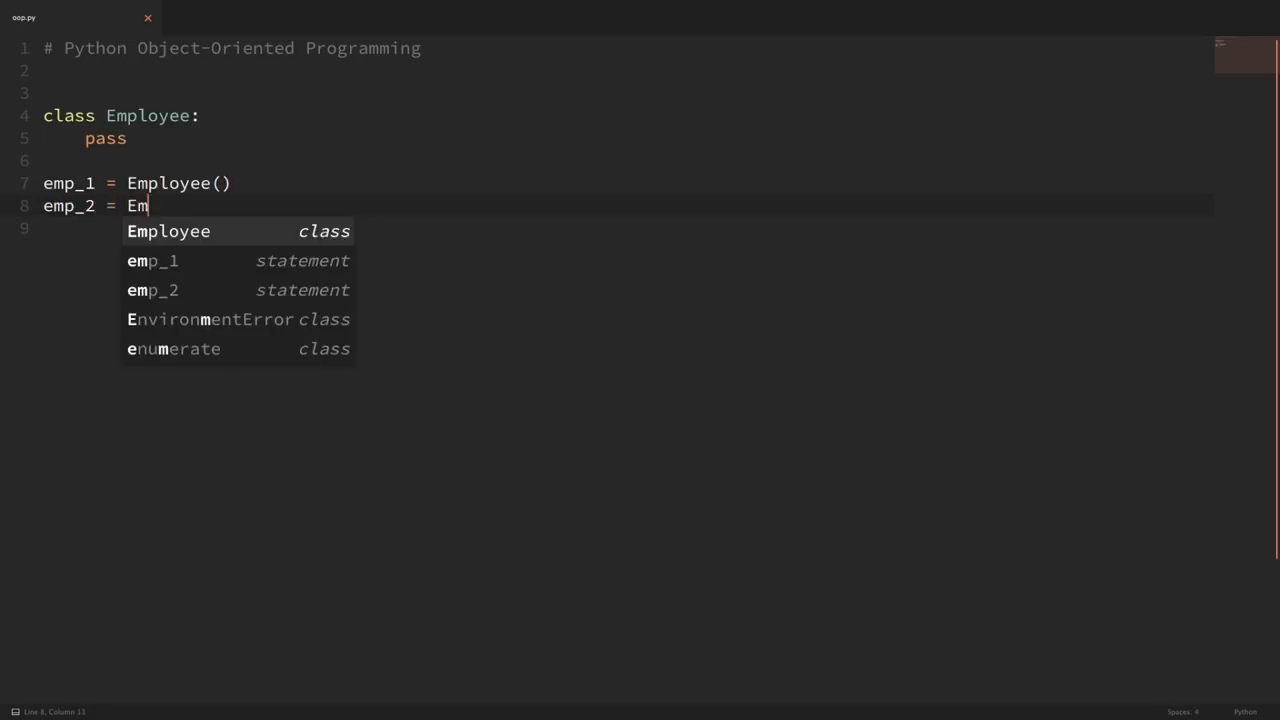 oop.py ×
1 # Python Object-Oriented Programming
2
3
4 class Employee:
5     pass
6
7 emp_1 = Employee()
8 emp_2 = Em
Employee class
emp_1 statement
emp_2 statement
EnvironmentError class
enumerate class
9
Line 8, Column 11 Spaces: 4 Python